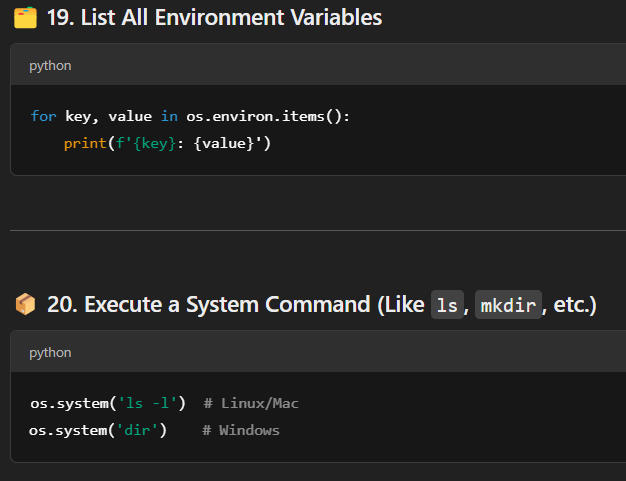 🗂️ 19. List All Environment Variables
python
for key, value in os.environ.items():
    print(f'{key}: {value}')
📦 20. Execute a System Command (Like ls, mkdir, etc.)
python
os.system('ls -l')  # Linux/Mac
os.system('dir')    # Windows